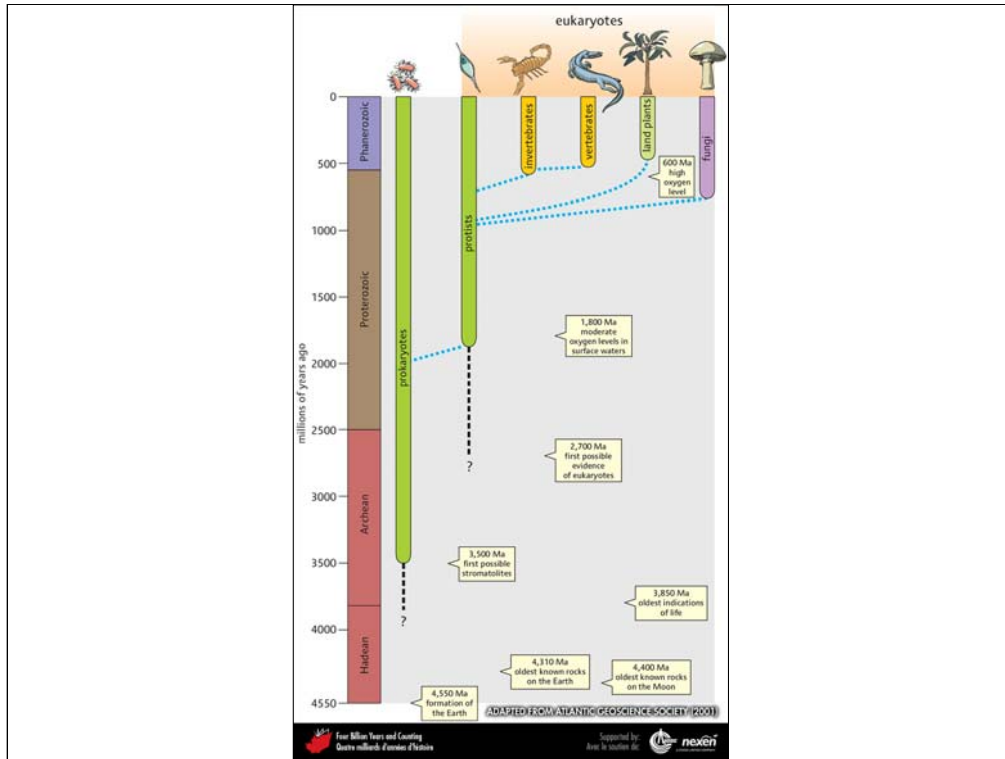 eukaryotes
0
500
1000
1500
2000
2500
3000
3500
4000
4550
millions of years ago
Phanerozoic
Proterozoic
Archean
Hadean
prokaryotes
protists
invertebrates
vertebrates
land plants
fungi
600 Ma
high
oxygen
level
1,800 Ma
moderate
oxygen levels in
surface waters
2,700 Ma
first possible
evidence
of eukaryotes
?
3,500 Ma
first possible
stromatolites
3,850 Ma
oldest indications
of life
?
4,310 Ma
oldest known rocks
on the Earth
4,400 Ma
oldest known rocks
on the Moon
4,550 Ma
formation of
the Earth
ADAPTED FROM ATLANTIC GEOSCIENCE SOCIETY (2001)
Four Billion Years and Counting
Quatre milliards d'années d'histoire
Supported by:
Avec le soutien de:
nexen